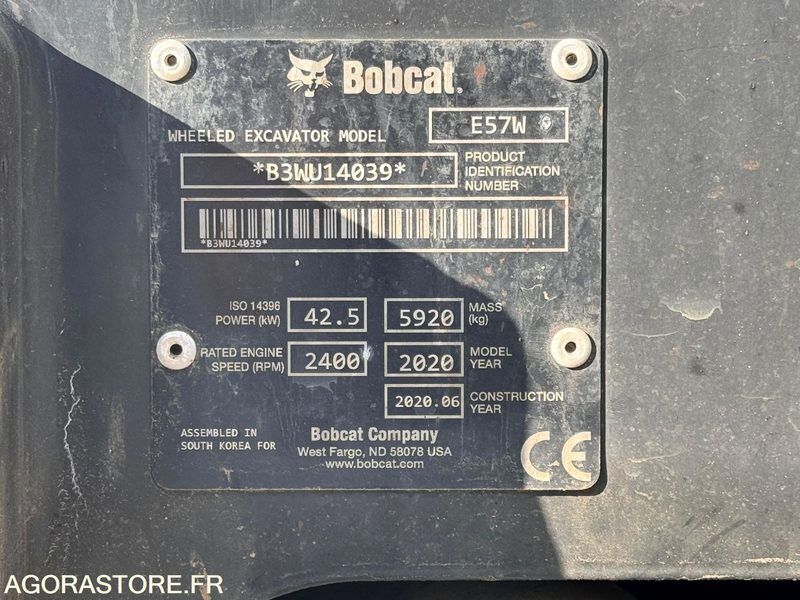 Bobcat.
WHEELED EXCAVATOR MODEL E57W
*B3WU14039* PRODUCT IDENTIFICATION NUMBER
*B3WU14039*
ISO 14396 POWER (kW) 42.5 5920 MASS (kg)
RATED ENGINE SPEED (RPM) 2400 2020 MODEL YEAR
2020.06 CONSTRUCTION YEAR
ASSEMBLED IN SOUTH KOREA FOR
Bobcat Company
West Fargo, ND 58078 USA
www.bobcat.com
CE
AGORASTORE.FR